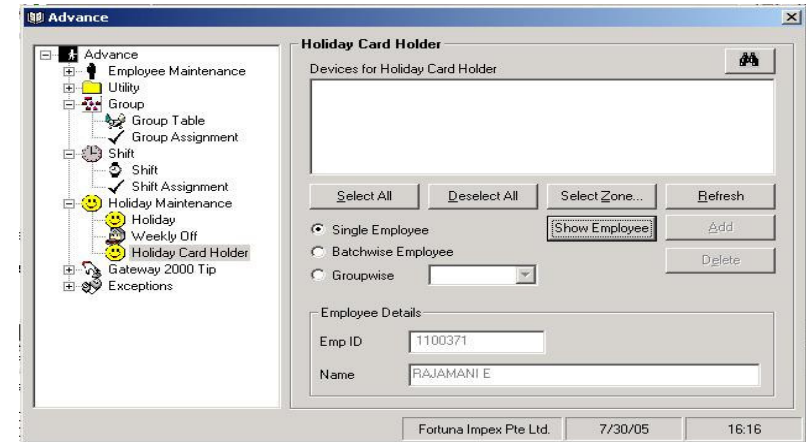 Advance
Advance
Employee Maintenance
Utility
Group
Group Table
Group Assignment
Shift
Shift
Shift Assignment
Holiday Maintenance
Holiday
Weekly Off
Holiday Card Holder
Gateway 2000 Tip
Exceptions
Holiday Card Holder
Devices for Holiday Card Holder
Select All Deselect All Select Zone... Refresh
Single Employee Show Employee Add
Batchwise Employee Delete
Groupwise
Employee Details
Emp ID 1100371
Name RAJAMANI E
Fortuna Impex Pte Ltd. 7/30/05 16:16